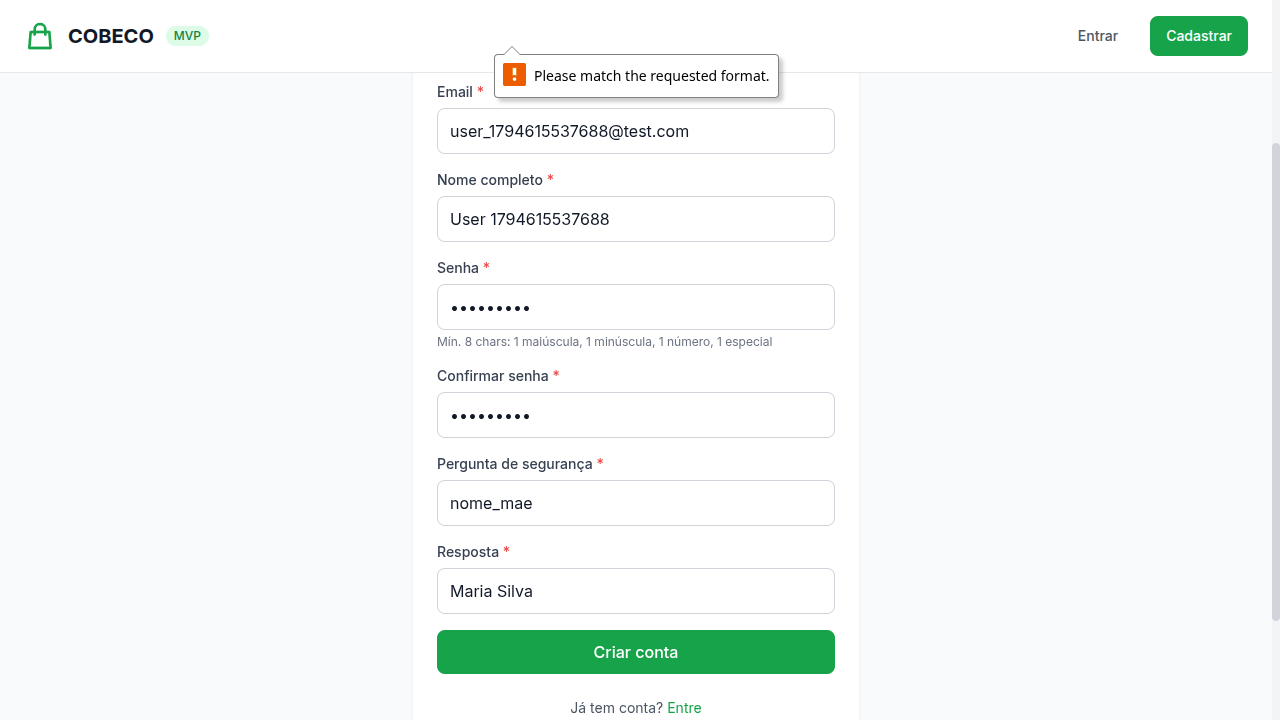 COBECO MVP Entrar Cadastrar
Please match the requested format.
Email *
user_1794615537688@test.com
Nome completo *
User 1794615537688
Senha *
•••••••••
Mín. 8 chars: 1 maiúscula, 1 minúscula, 1 número, 1 especial
Confirmar senha *
•••••••••
Pergunta de segurança *
nome_mae
Resposta *
Maria Silva
Criar conta
Já tem conta? Entre